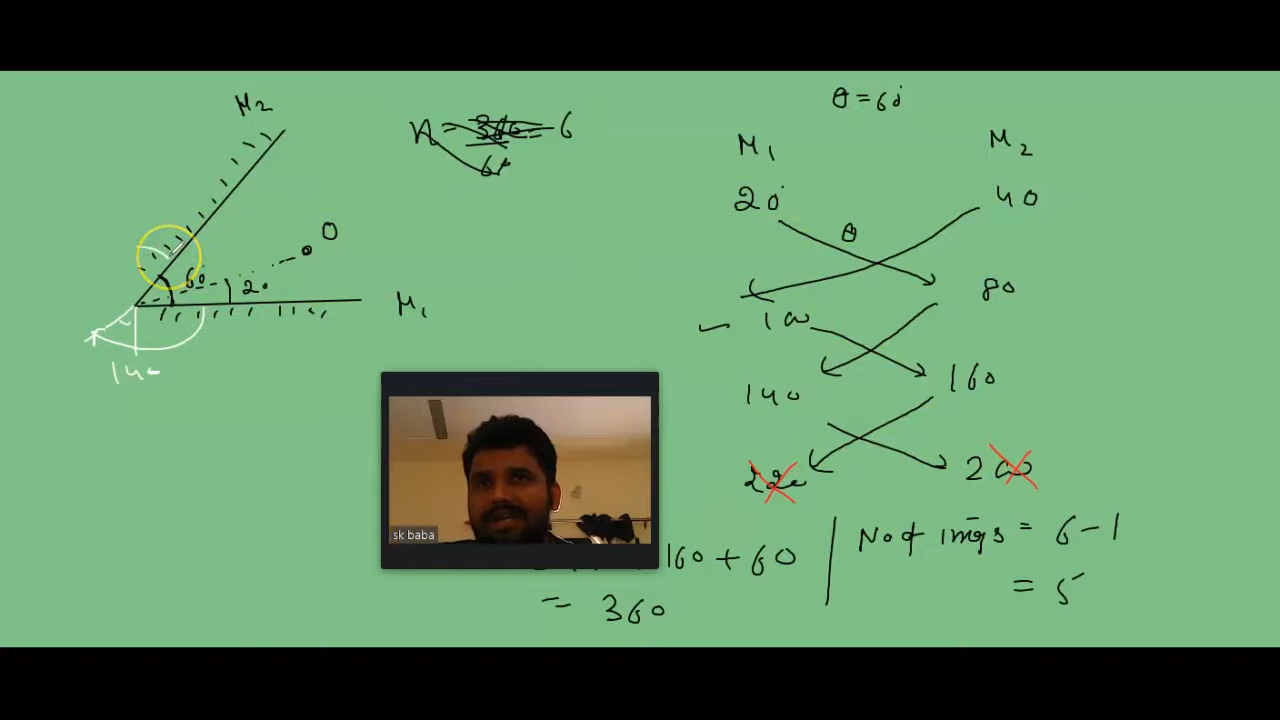 M2
60
20
O
M1
140
n = 360 = 6
60
θ = 60°
M1 M2
20° 40
θ
80
100
140 160
220 200
160 + 60
= 360
No of imgs = 6 - 1
= 5
sk baba